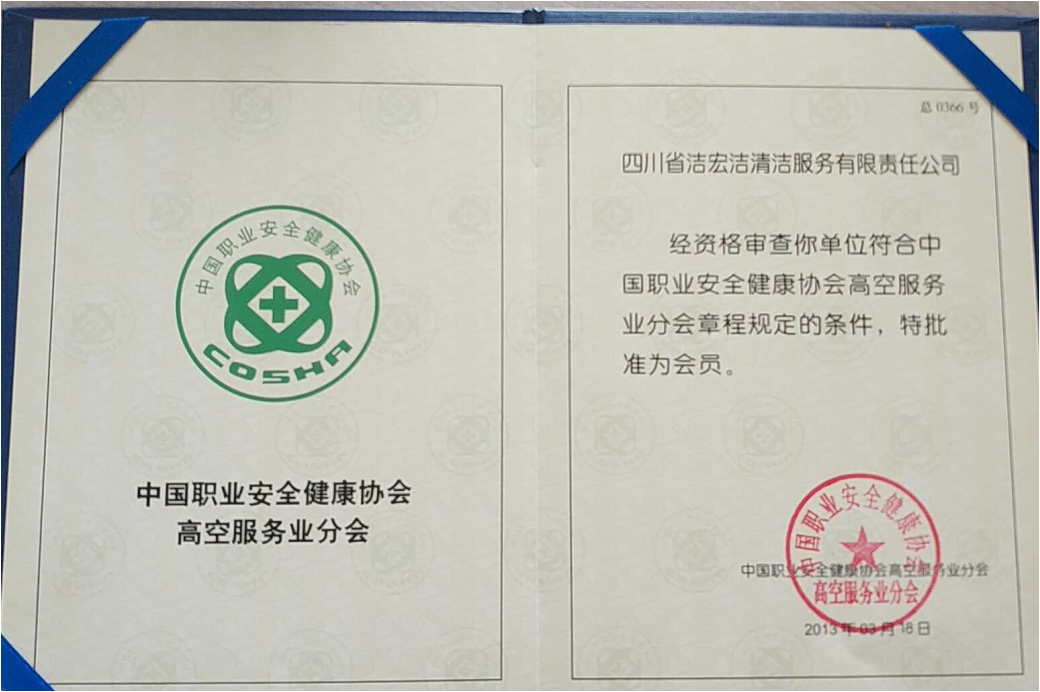 中国职业安全健康协会
COSHA
中国职业安全健康协会
高空服务业分会
总 0366 号
四川省洁宏洁清洁服务有限责任公司
经资格审查你单位符合中
国职业安全健康协会高空服务
业分会章程规定的条件，特批
准为会员。
中国职业安全健康协会
高空服务业分会
中国职业安全健康协会高空服务业分会
2013 年 03 月 18 日